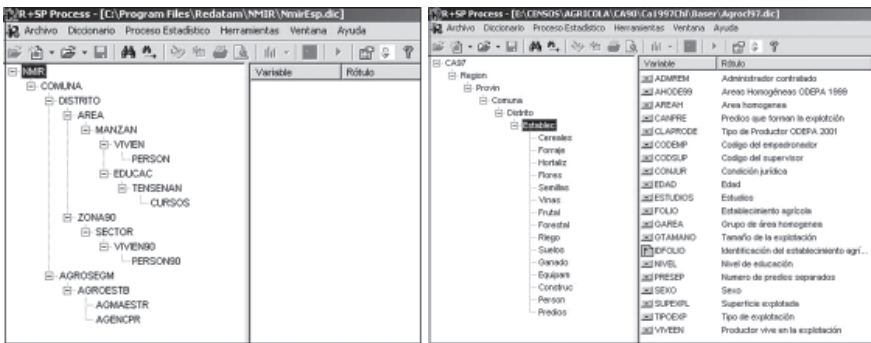 R+SP Process - [C:\Program Files\Redatam\NMIR\NmirEsp.dic]
Archivo Diccionario Proceso Estadístico Herramientas Ventana Ayuda
Variable Rótulo
NMIR
COMUNA
DISTRITO
AREA
MANZAN
VIVIEN
PERSON
EDUCAC
TENSENAN
CURSOS
ZONA90
SECTOR
VIVIEN90
PERSON90
AGROSEGM
AGROESTB
AGMAESTR
AGENCPR
R+SP Process - [E:\CENSOS\AGRICOLA\CA90\Ca1997Chl\Baser\Agrocl97.dic]
Archivo Diccionario Proceso Estadístico Herramientas Ventana Ayuda
CA97
Region
Provin
Comuna
Distrito
Establec
Cereales
Forraje
Hortaliz
Flores
Semillas
Vinas
Frutal
Forestal
Riego
Suelos
Ganado
Equipam
Construc
Person
Predios
Variable Rótulo
ADMREM Administrador contratado
AHODE99 Areas Homogéneas ODEPA 1999
AREAH Area homogenea
CANPRE Predios que forman la explotción
CLAPRODE Tipo de Productor ODEPA 2001
CODEMP Codigo del empadronador
CODSUP Codigo del supervisor
CONJUR Condición jurídica
EDAD Edad
ESTUDIOS Estudios
FOLIO Establecimiento agrícola
GAREA Grupo de área homogenea
GTAMANO Tamaño de la explotación
IDFOLIO Identificación del establecimiento agrí...
NIVEL Nivel de educación
PRESEP Numero de predios separados
SEXO Sexo
SUPEXPL Superficie explotada
TIPOEXP Tipo de explotación
VIVEEN Productor vive en la explotación